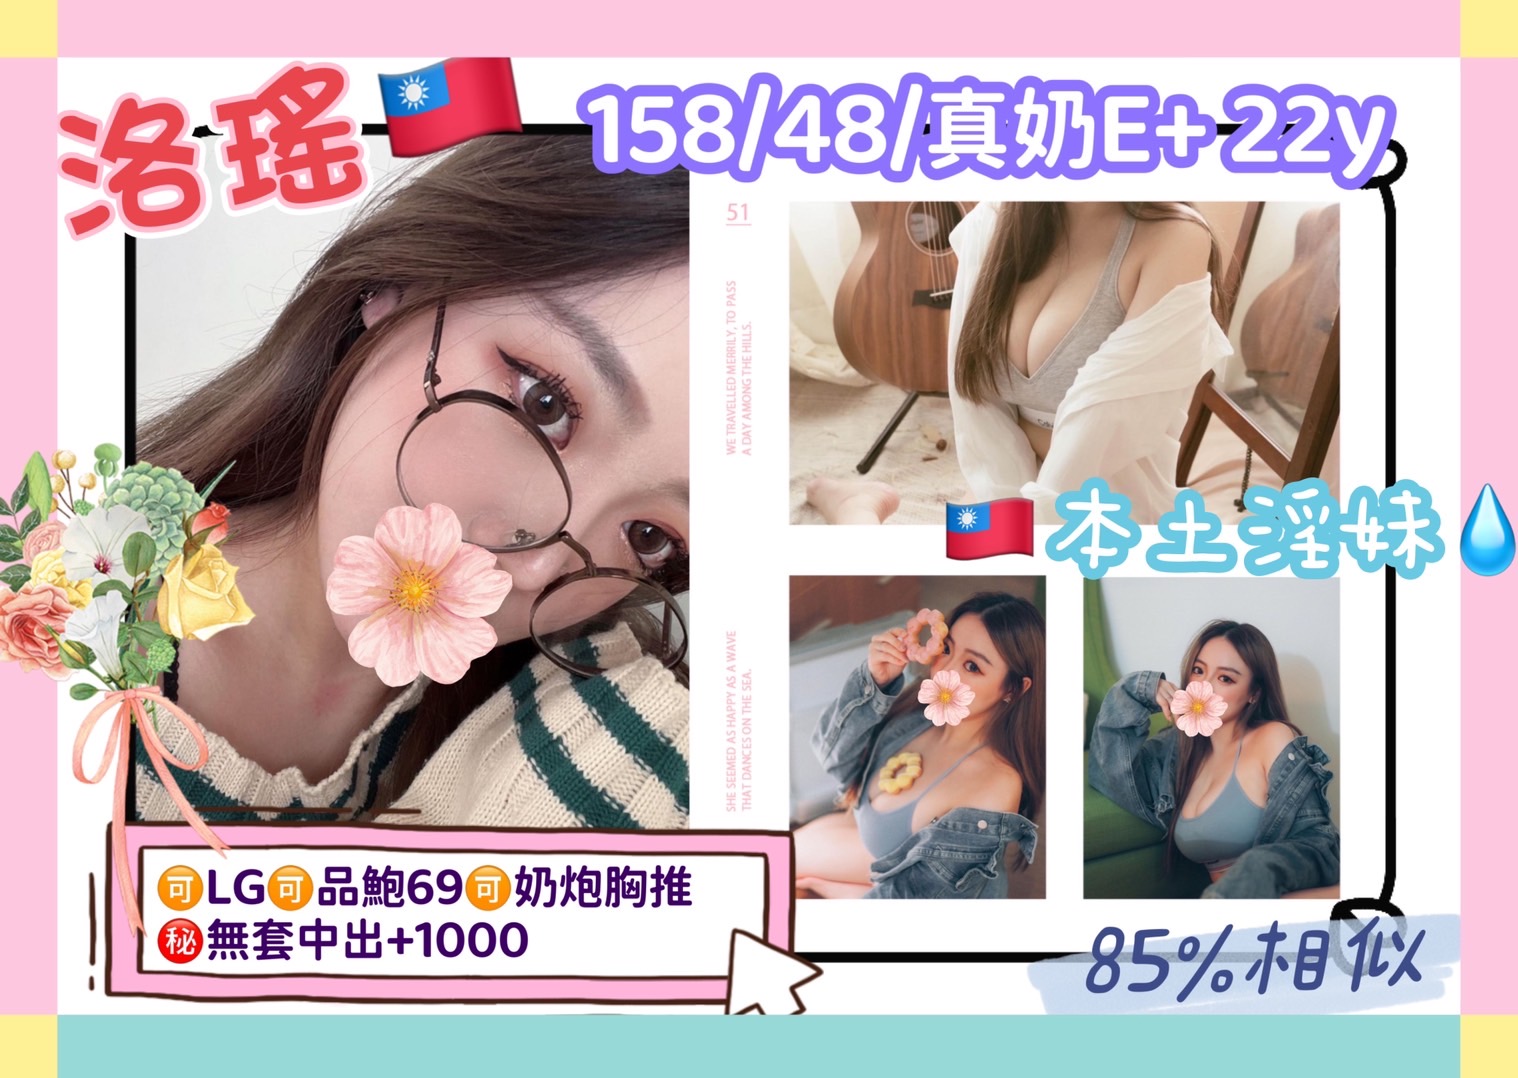 洛瑤
158/48/真奶E+ 22y
51
WE TRAVELLED MERRILY, TO PASS
A DAY AMONG THE HILLS.
SHE SEEMED AS HAPPY AS A WAVE
THAT DANCES ON THE SEA.
本土淫妹
🉑LG🉑品鮑69🉑奶炮胸推
㊙無套中出+1000
85%相似